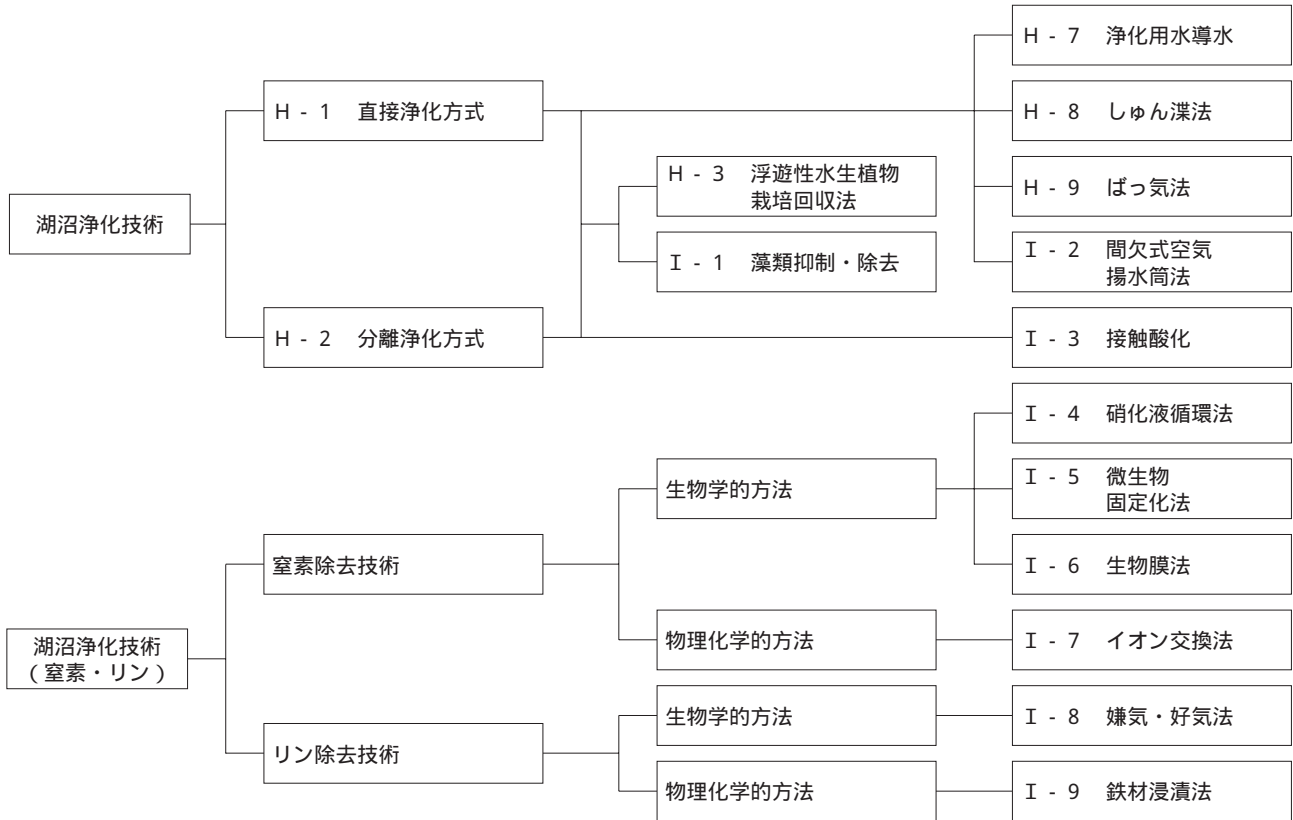 H - 7 浄化用水導水
H - 1 直接浄化方式
H - 8 しゅん渫法
H - 3 浮遊性水生植物
栽培回収法
H - 9 ばっ気法
湖沼浄化技術
I - 1 藻類抑制・除去
I - 2 間欠式空気
揚水筒法
H - 2 分離浄化方式
I - 3 接触酸化
I - 4 硝化液循環法
生物学的方法
I - 5 微生物
固定化法
窒素除去技術
I - 6 生物膜法
湖沼浄化技術
(窒素・リン)
物理化学的方法
I - 7 イオン交換法
生物学的方法
I - 8 嫌気・好気法
リン除去技術
物理化学的方法
I - 9 鉄材浸漬法